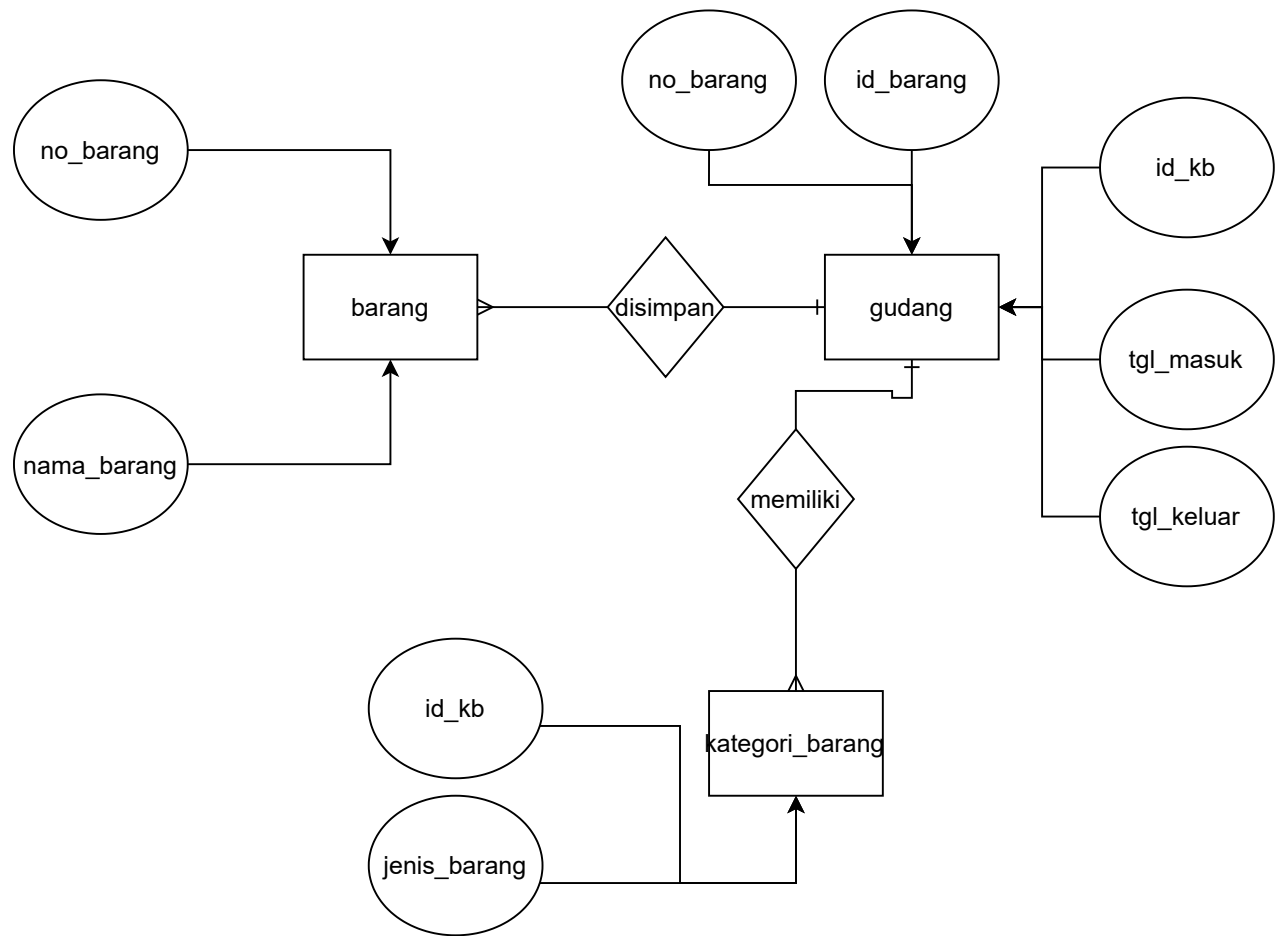 no_barang
id_barang
no_barang
id_kb
barang
disimpan
gudang
tgl_masuk
nama_barang
memiliki
tgl_keluar
id_kb
kategori_barang
jenis_barang